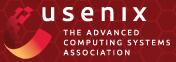 usenix
THE ADVANCED
COMPUTING SYSTEMS
ASSOCIATION